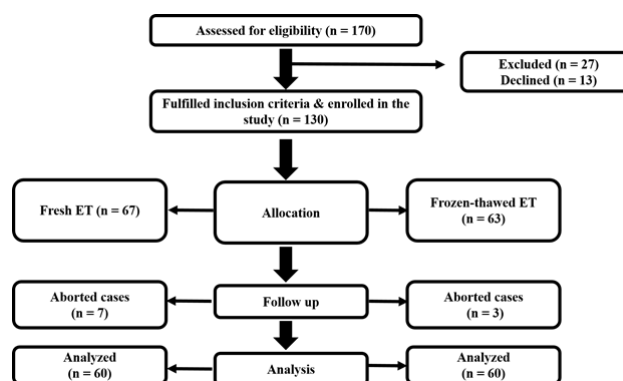 Assessed for eligibility (n = 170)
Excluded (n = 27)
Declined (n = 13)
Fulfilled inclusion criteria & enrolled in the
study (n = 130)
Fresh ET (n = 67)
Allocation
Frozen-thawed ET
(n = 63)
Aborted cases
(n = 7)
Follow up
Aborted cases
(n = 3)
Analyzed
(n = 60)
Analysis
Analyzed
(n = 60)